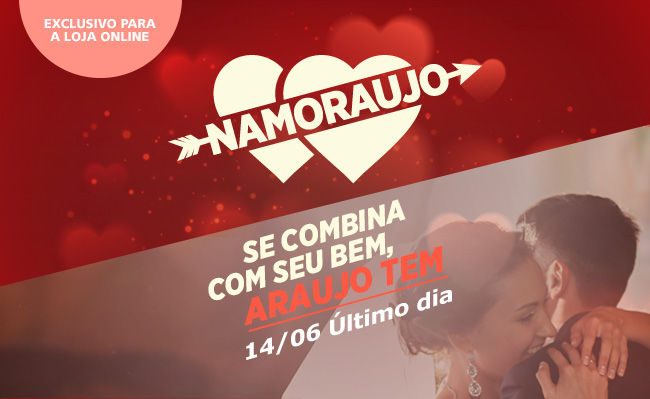 EXCLUSIVO PARA
A LOJA ONLINE
NAMORAUJO
SE COMBINA
COM SEU BEM,
ARAUJO TEM
14/06 Último dia